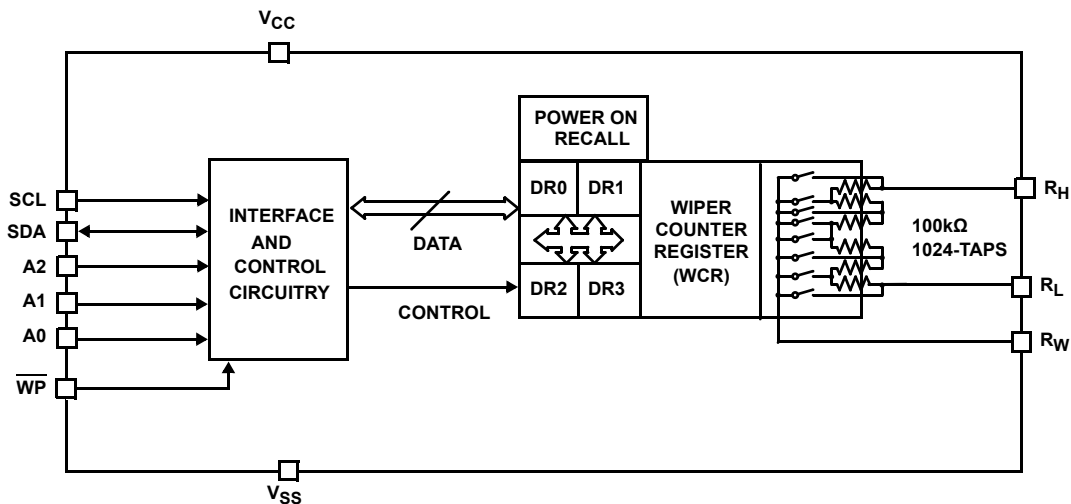 VCC
POWER ON
RECALL
SCL
SDA
A2
A1
A0
WP
INTERFACE
AND
CONTROL
CIRCUITRY
DATA
CONTROL
DR0
DR1
DR2
DR3
WIPER
COUNTER
REGISTER
(WCR)
100kΩ
1024-TAPS
RH
RL
RW
VSS